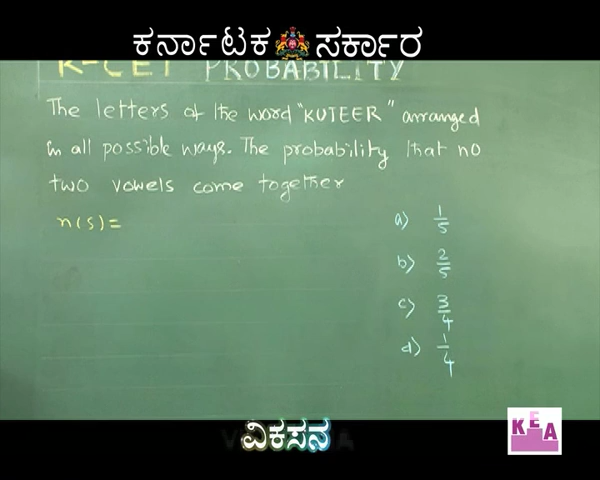 ಕರ್ನಾಟಕ ಸರ್ಕಾರ
K-CET PROBABILITY
The letters of the word "KUTEER" arranged
in all possible ways. The probability that no
two vowels come together
n(s)=
a) 1/5
b) 2/5
c) 3/4
d) 1/4
KEA
ವಿಕಸನ